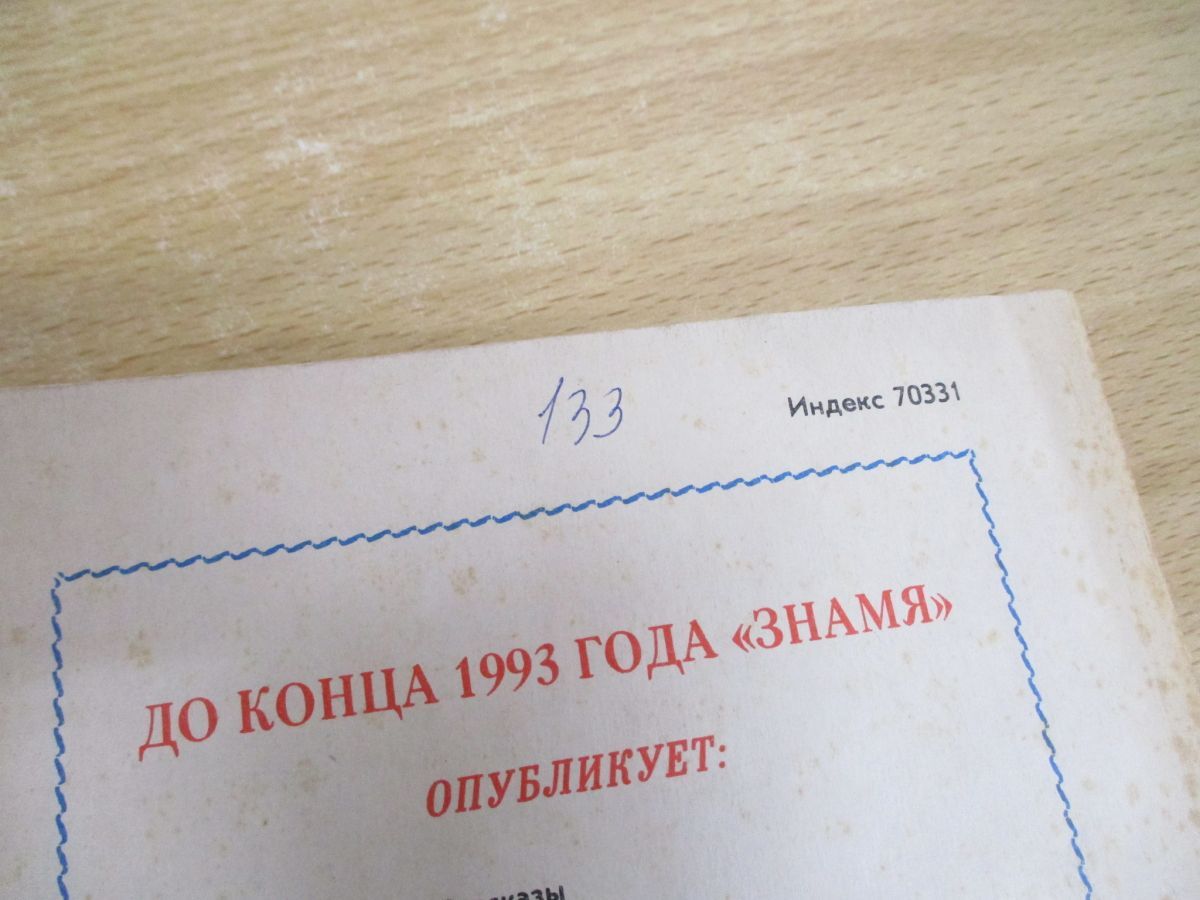 133
Индекс 70331
ДО КОНЦА 1993 ГОДА «ЗНАМЯ»
ОПУБЛИКУЕТ: